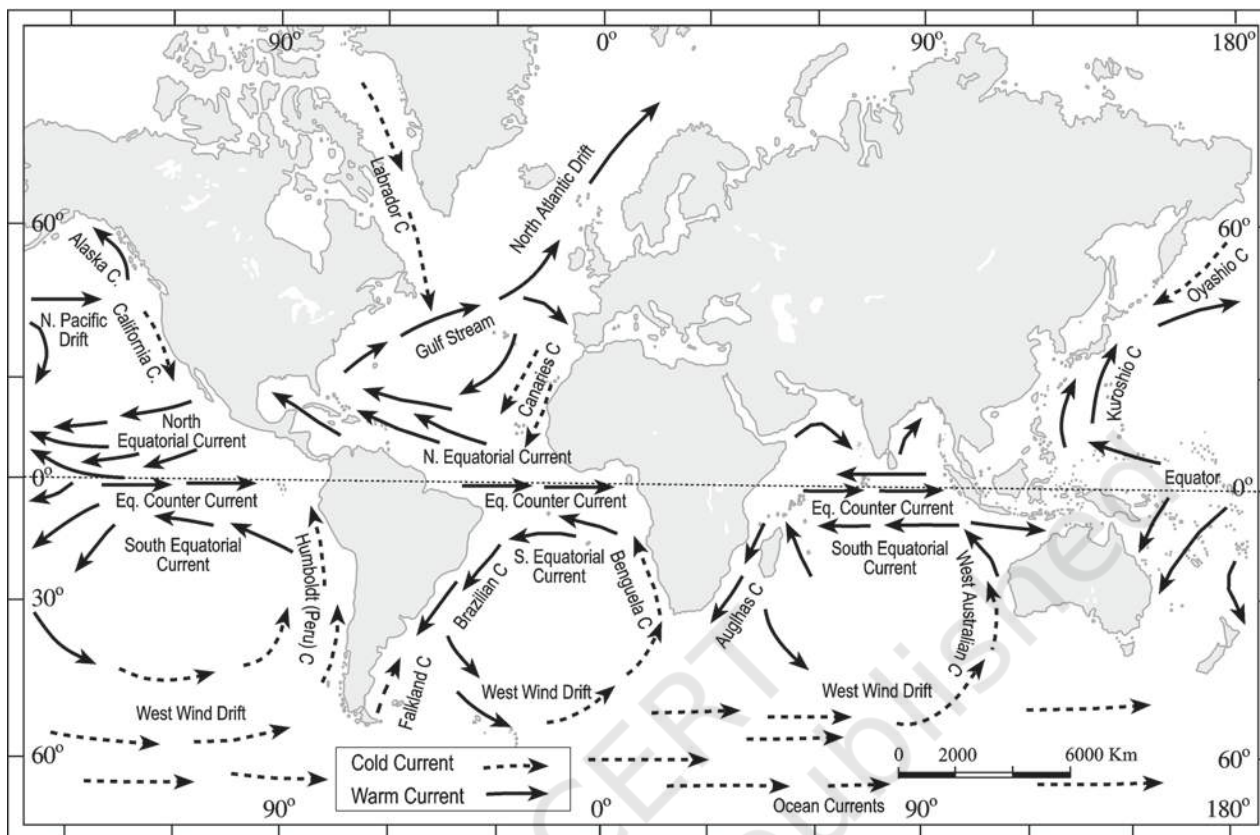 90°
0°
90°
180°
Labrador C
North Atlantic Drift
60°
60°
Alaska C.
Oyashio C
N. Pacific
Drift
California C.
Gulf Stream
Canaries C
Kuroshio C
North
Equatorial Current
N. Equatorial Current
0°
Equator
0°
Eq. Counter Current
Eq. Counter Current
Eq. Counter Current
South Equatorial
Current
Humboldt (Peru) C
S. Equatorial
Current
Brazilian C
Benguela C
Auglhas C
South Equatorial
Current
West Australian C
30°
30°
Falkland C
West Wind Drift
West Wind Drift
West Wind Drift
60°
60°
Cold Current
Warm Current
0 2000 6000 Km
Ocean Currents
90°
0°
90°
180°
CERT
ublished